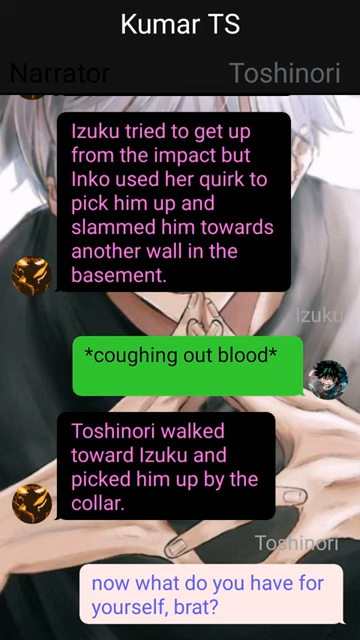 Kumar TS
Narrator
Toshinori
Izuku tried to get up
from the impact but
Inko used her quirk to
pick him up and
slammed him towards
another wall in the
basement.
Izuku
*coughing out blood*
Toshinori walked
toward Izuku and
picked him up by the
collar.
Toshinori
now what do you have for
yourself, brat?